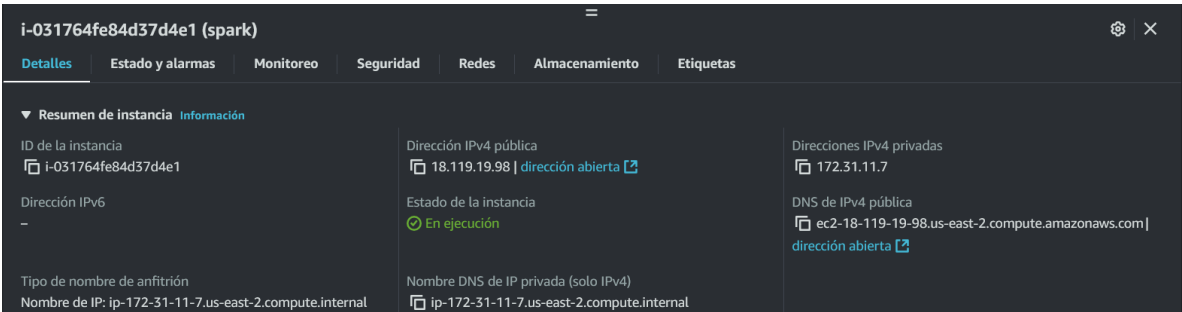 i-031764fe84d37d4e1 (spark)
Detalles Estado y alarmas Monitoreo Seguridad Redes Almacenamiento Etiquetas
Resumen de instancia Información
ID de la instancia
i-031764fe84d37d4e1
Dirección IPv4 pública
18.119.19.98 | dirección abierta
Direcciones IPv4 privadas
172.31.11.7
Dirección IPv6
–
Estado de la instancia
En ejecución
DNS de IPv4 pública
ec2-18-119-19-98.us-east-2.compute.amazonaws.com |
dirección abierta
Tipo de nombre de anfitrión
Nombre de IP: ip-172-31-11-7.us-east-2.compute.internal
Nombre DNS de IP privada (solo IPv4)
ip-172-31-11-7.us-east-2.compute.internal